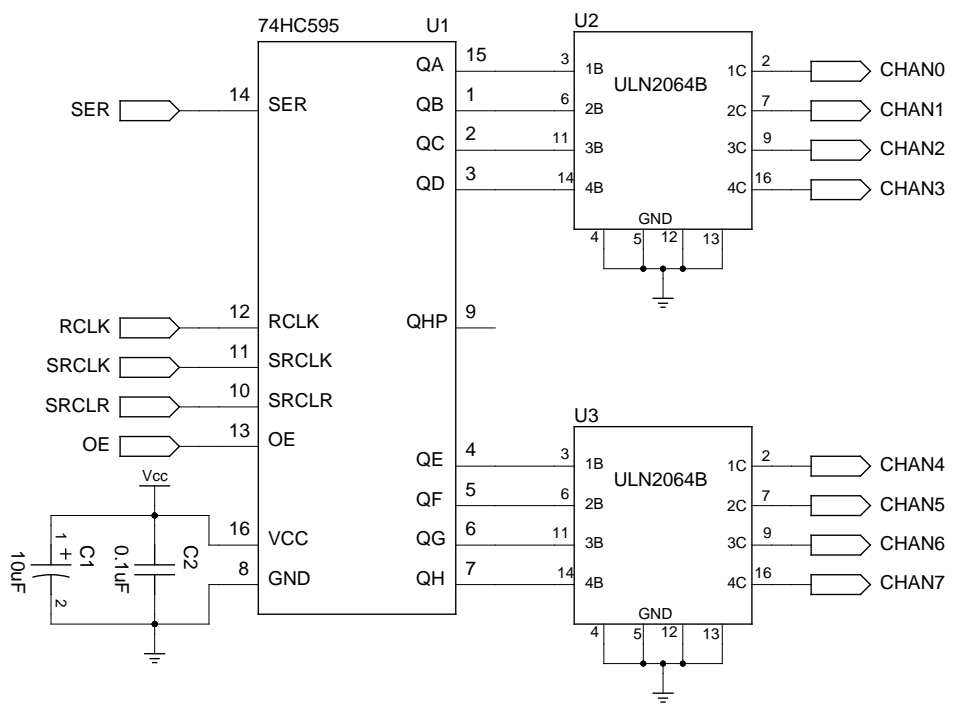 74HC595 U1
SER 14 SER
RCLK 12 RCLK
SRCLK 11 SRCLK
SRCLR 10 SRCLR
OE 13 OE
Vcc
16 VCC
8 GND
1 + C1
10uF
2
C2
0.1uF
QA 15
QB 1
QC 2
QD 3
QHP 9
QE 4
QF 5
QG 6
QH 7
U2
ULN2064B
3 1B 1C 2 CHAN0
6 2B 2C 7 CHAN1
11 3B 3C 9 CHAN2
14 4B 4C 16 CHAN3
GND
4 5 12 13
U3
ULN2064B
3 1B 1C 2 CHAN4
6 2B 2C 7 CHAN5
11 3B 3C 9 CHAN6
14 4B 4C 16 CHAN7
GND
4 5 12 13